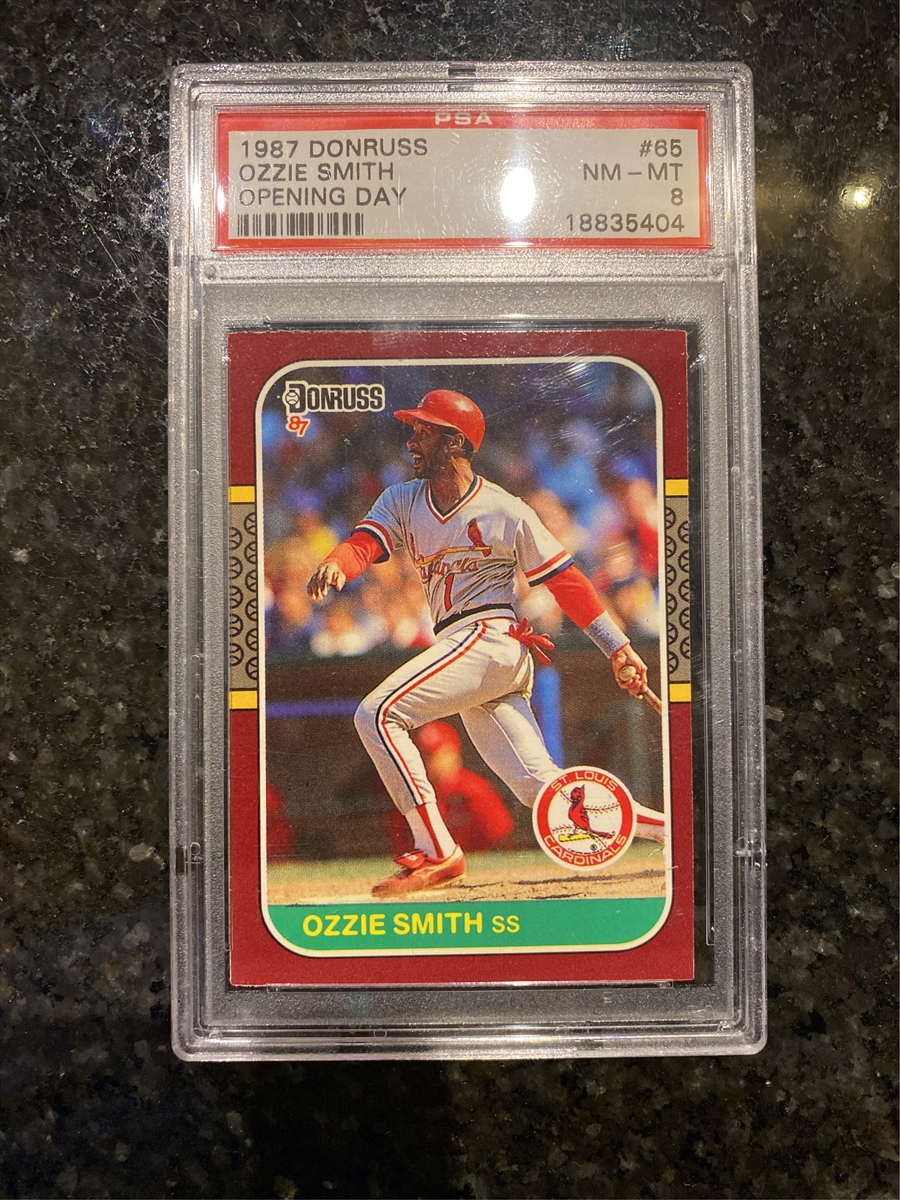 PSA
1987 DONRUSS #65
OZZIE SMITH NM-MT
OPENING DAY 8
18835404
DONRUSS
87
1
ST. LOUIS
CARDINALS
OZZIE SMITH SS